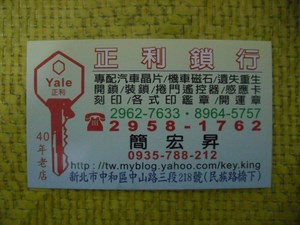 正利鎖行
Yale
正利
專配汽車晶片/機車磁石/遺失重生
開鎖/裝鎖/捲門遙控器/感應卡
刻印/各式印鑑章/開運章
2962-7633·8964-5757
☎2958-1762
40年老店
簡宏昇
0935-788-212
http://tw.myblog.yahoo.com/key.king
新北市中和區中山路三段218號(民族路橋下)